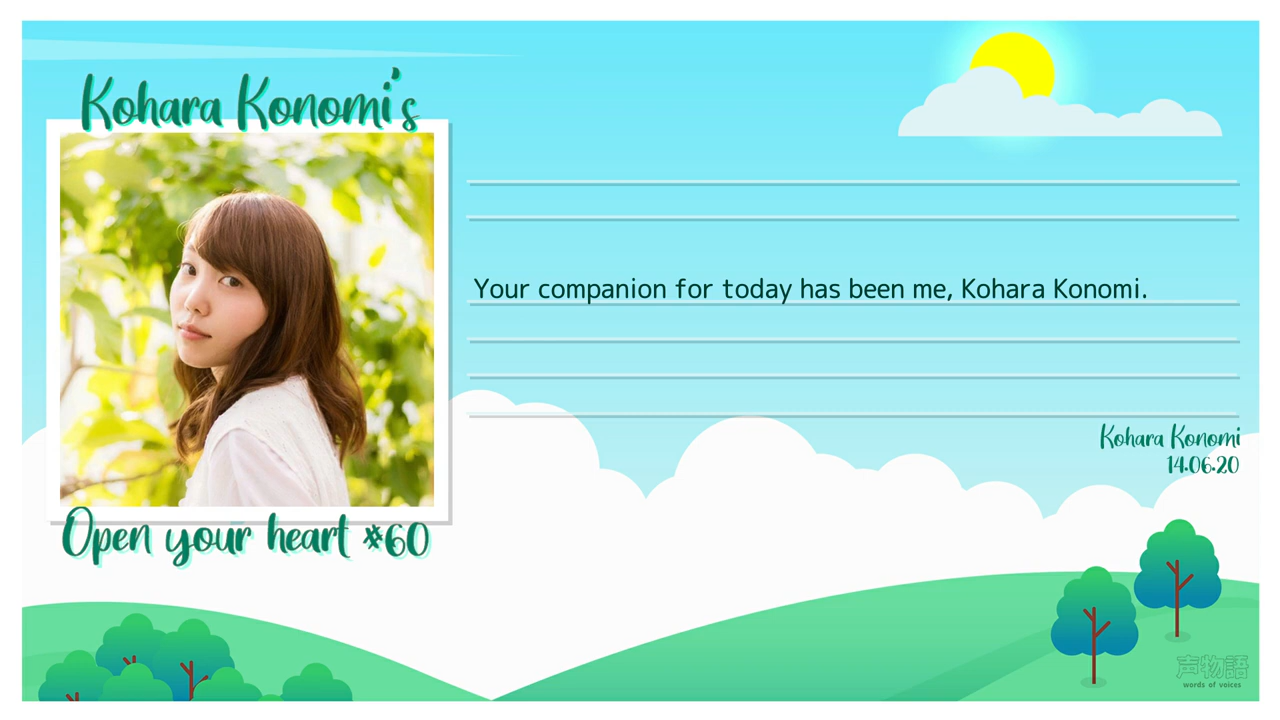 Kohara Konomi's
Open your heart #60
Your companion for today has been me, Kohara Konomi.
Kohara Konomi
14.06.20
声物語
words of voices